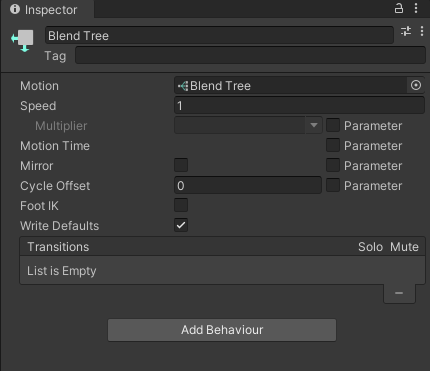 Inspector
Blend Tree
Tag
Motion Blend Tree
Speed 1
Multiplier Parameter
Motion Time Parameter
Mirror Parameter
Cycle Offset 0 Parameter
Foot IK
Write Defaults
Transitions Solo Mute
List is Empty
Add Behaviour